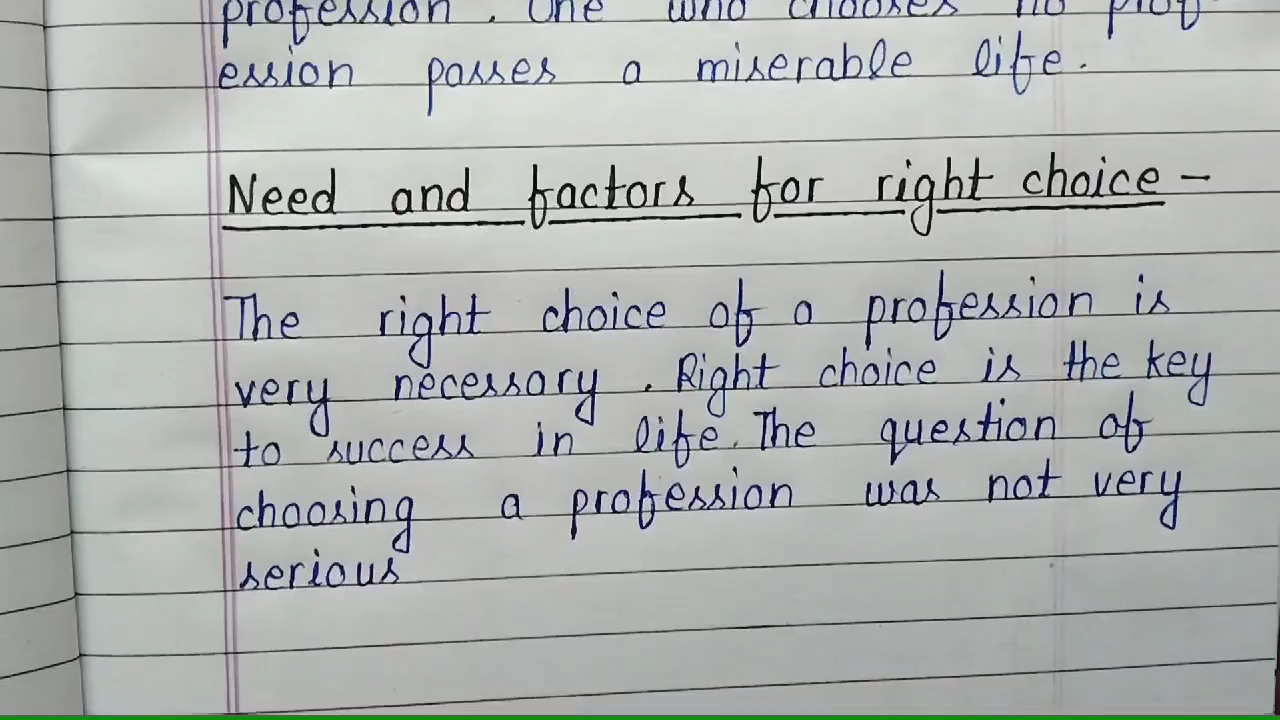 profession. One who chooses no prof
ession passes a miserable life.
Need and factors for right choice -
The right choice of a profession is
very necessary. Right choice is the key
to success in life. The question of
choosing a profession was not very
serious